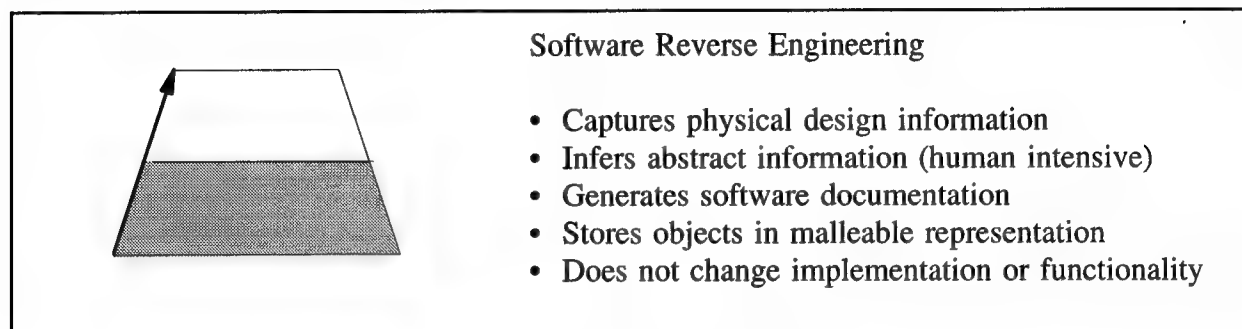 Software Reverse Engineering
• Captures physical design information
• Infers abstract information (human intensive)
• Generates software documentation
• Stores objects in malleable representation
• Does not change implementation or functionality